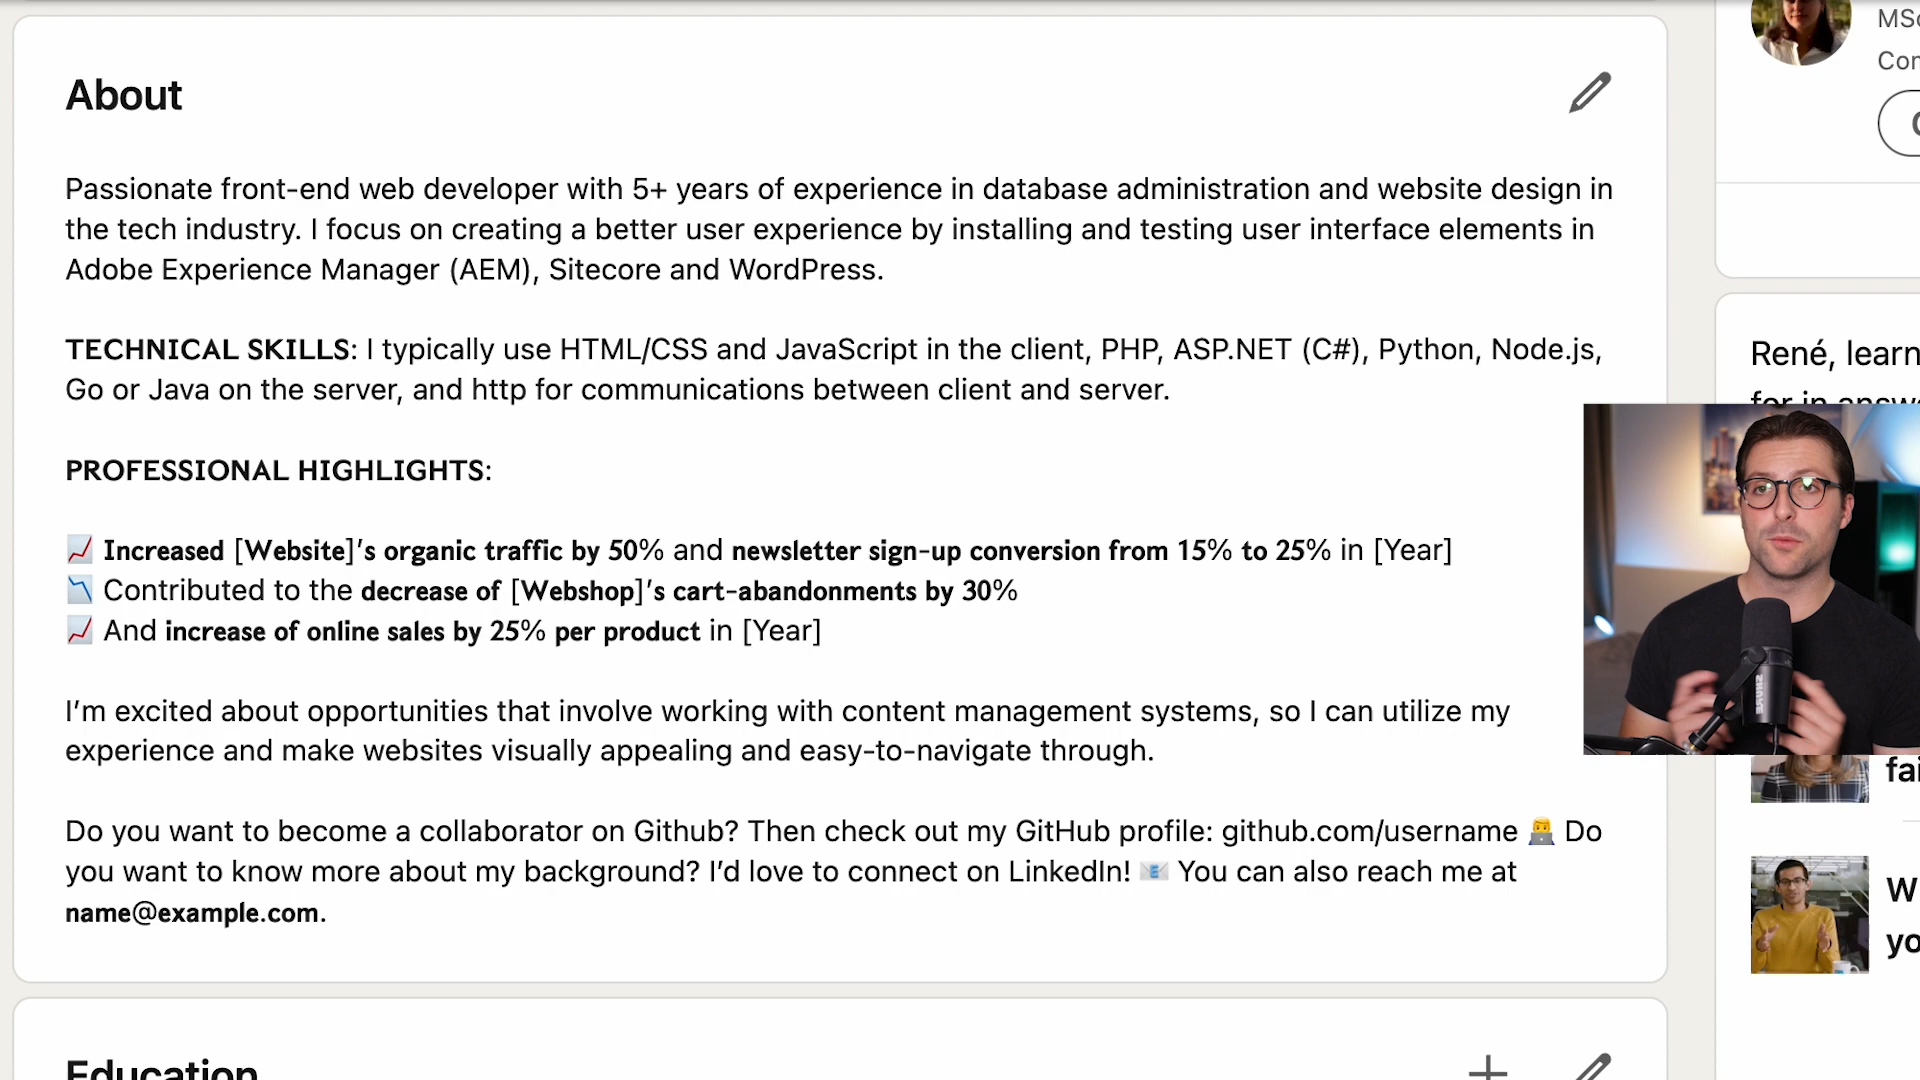 About
Passionate front-end web developer with 5+ years of experience in database administration and website design in
the tech industry. I focus on creating a better user experience by installing and testing user interface elements in
Adobe Experience Manager (AEM), Sitecore and WordPress.
TECHNICAL SKILLS: I typically use HTML/CSS and JavaScript in the client, PHP, ASP.NET (C#), Python, Node.js,
Go or Java on the server, and http for communications between client and server.
PROFESSIONAL HIGHLIGHTS:
📈 Increased [Website]’s organic traffic by 50% and newsletter sign-up conversion from 15% to 25% in [Year]
📉 Contributed to the decrease of [Webshop]’s cart-abandonments by 30%
📈 And increase of online sales by 25% per product in [Year]
I’m excited about opportunities that involve working with content management systems, so I can utilize my
experience and make websites visually appealing and easy-to-navigate through.
Do you want to become a collaborator on Github? Then check out my GitHub profile: github.com/username 👨‍💻 Do
you want to know more about my background? I’d love to connect on LinkedIn! 📧 You can also reach me at
name@example.com.
Education
René, learn
for in answ
SHURE
fai
W
yo